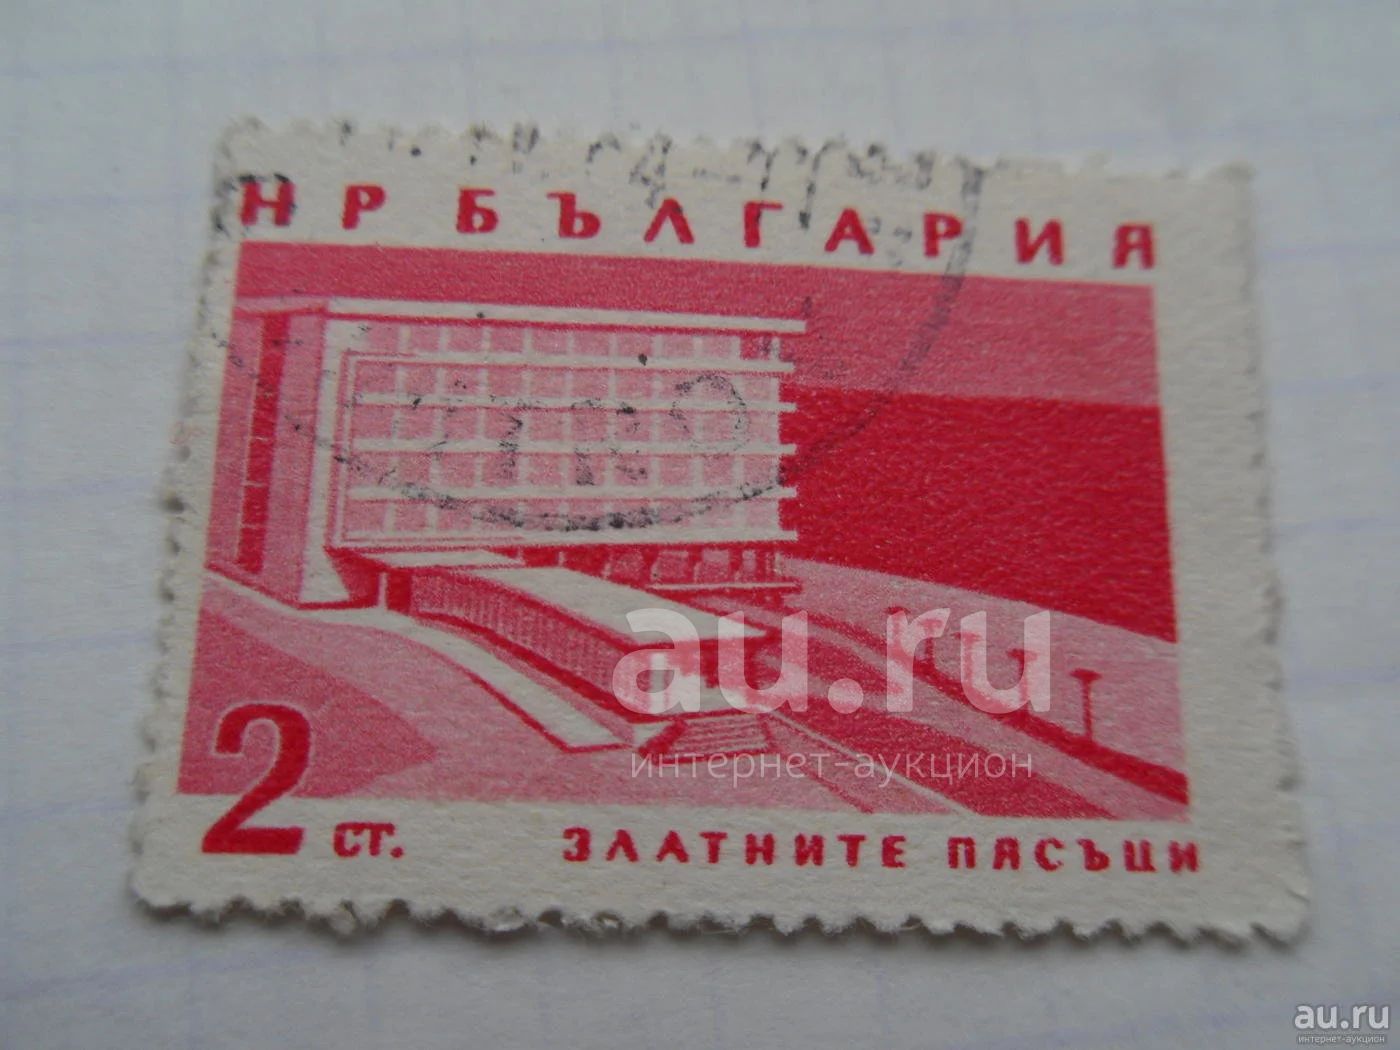 НР БЪЛГАРИЯ
au.ru
интернет-аукцион
2 ст.
ЗЛАТНИТЕ ПЯСЪЦИ
au.ru
интернет-аукцион